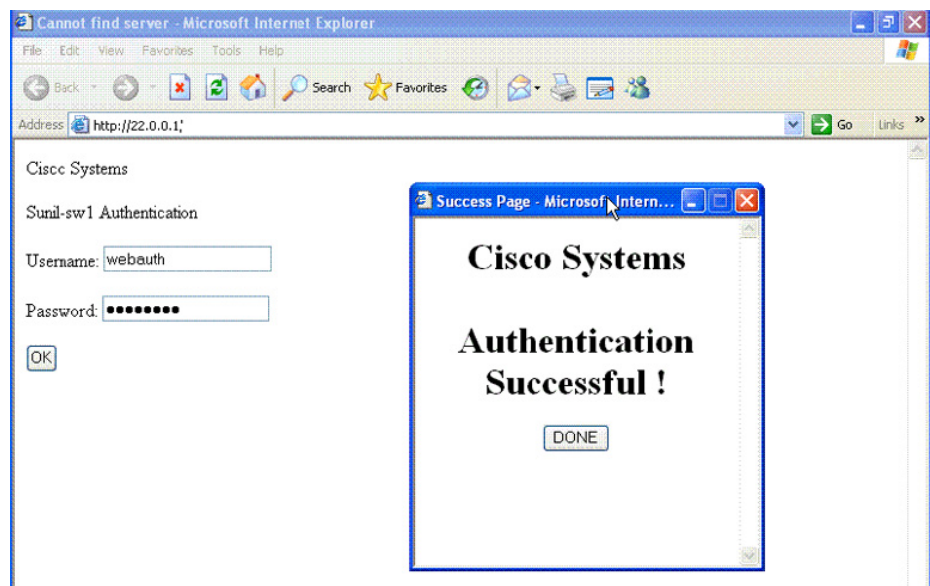 Cannot find server - Microsoft Internet Explorer
File Edit View Favorites Tools Help
Back Search Favorites
Address http://22.0.0.1,' Go Links »
Ciscc Systems
Sunil-sw1 Authentication
Username: webauth
Password: ••••••••
OK
Success Page - Microsoft Intern...
Cisco Systems
Authentication
Successful !
DONE